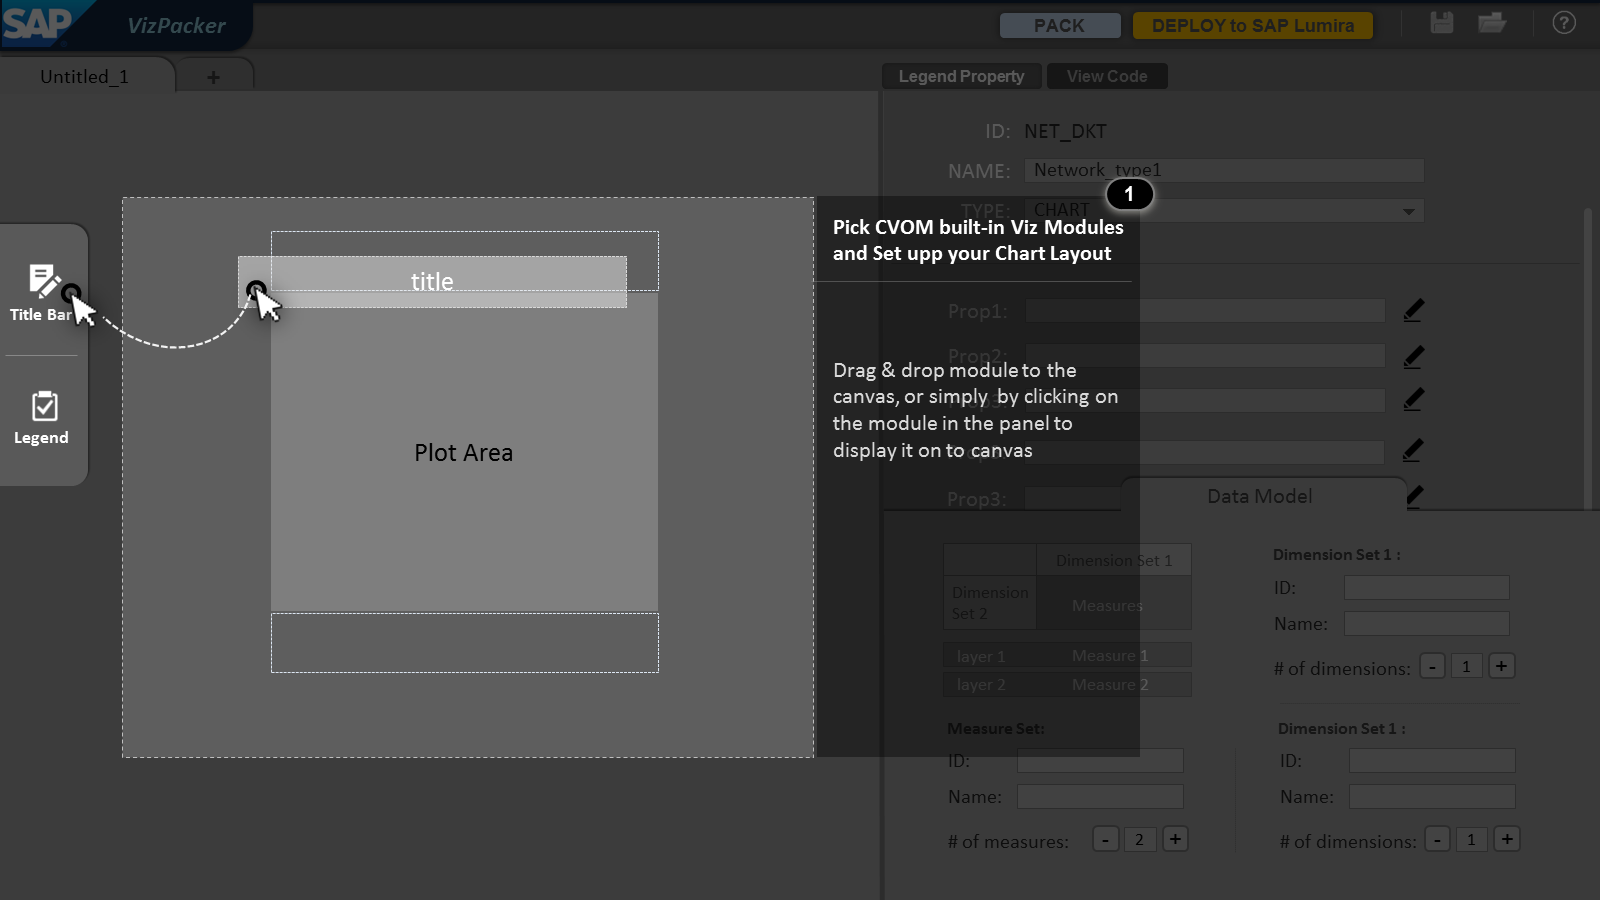 SAP
VizPacker
PACK
DEPLOY to SAP Lumira
?
Untitled_1
+
Legend Property
View Code
ID: NET_DKT
NAME: Network_type1
TYPE: CHART
1
Pick CVOM built-in Viz Modules
and Set upp your Chart Layout
title
Title Bar
Legend
Plot Area
Prop1:
Prop2:
Prop3:
Drag & drop module to the
canvas, or simply by clicking on
the module in the panel to
display it on to canvas
Prop3:
Data Model
Dimension Set 1
Dimension
Set 2
Measures
layer 1 Measure 1
layer 2 Measure 2
Dimension Set 1 :
ID:
Name:
# of dimensions: - 1 +
Measure Set:
ID:
Name:
# of measures: - 2 +
Dimension Set 1 :
ID:
Name:
# of dimensions: - 1 +